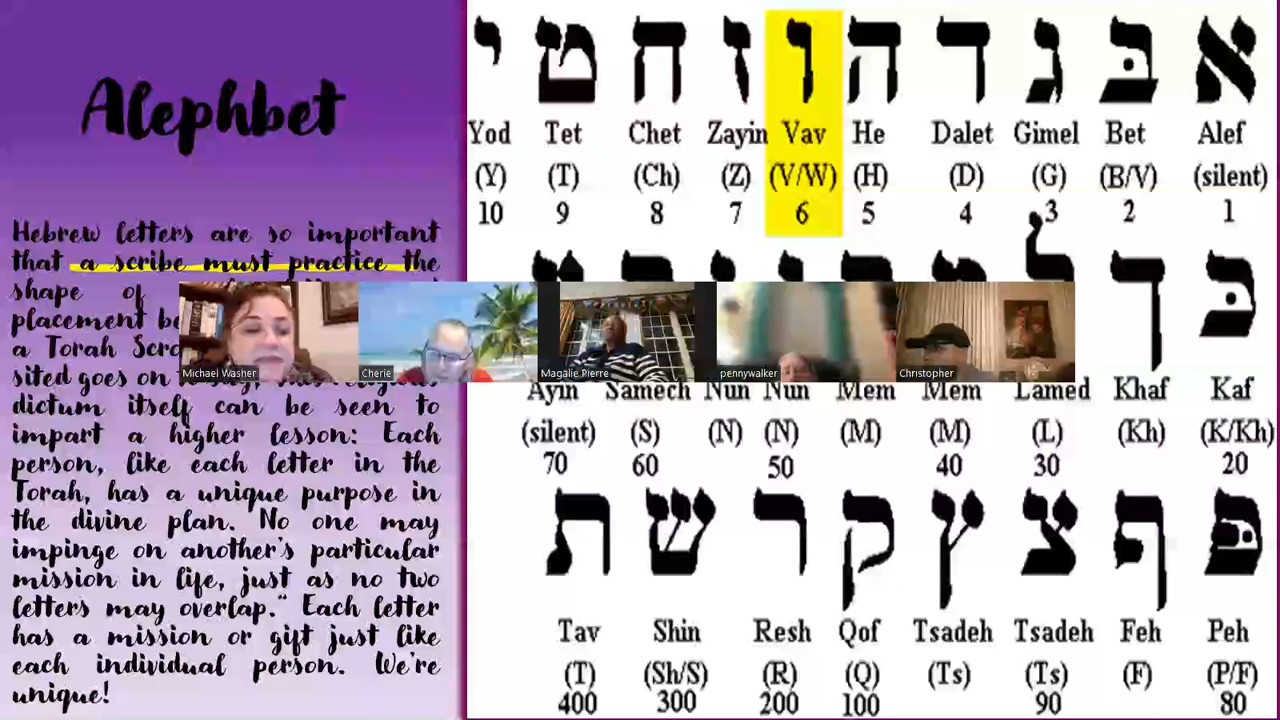 Alephbet
Hebrew letters are so important
that a scribe must practice the
shape of
placement
a Torah
sited goes on to
dictum itself can be seen to
impart a higher lesson: Each
person, like each letter in the
Torah, has a unique purpose in
the divine plan. No one may
impinge on another's particular
mission in life, just as no two
letters may overlap." Each letter
has a mission or gift just like
each individual person. We're
unique!
א בּ ג ד ה ו ז ח ט י
Yod Tet Chet Zayin Vav He Dalet Gimel Bet Alef
(Y) (T) (Ch) (Z) (V/W) (H) (D) (G) (B/V) (silent)
10 9 8 7 6 5 4 3 2 1
כּ ך ל
Ayin Samech Nun Nun Mem Mem Lamed Khaf Kaf
(silent) (S) (N) (N) (M) (M) (L) (Kh) (K/Kh)
70 60 50 40 30 20
פּ ף צ ץ ק ר ש ת
Tav Shin Resh Qof Tsadeh Tsadeh Feh Peh
(T) (Sh/S) (R) (Q) (Ts) (Ts) (F) (P/F)
400 300 200 100 90 80
Michael Wasner
Cherie
Magalie Pierre
pennywalker
Christopher